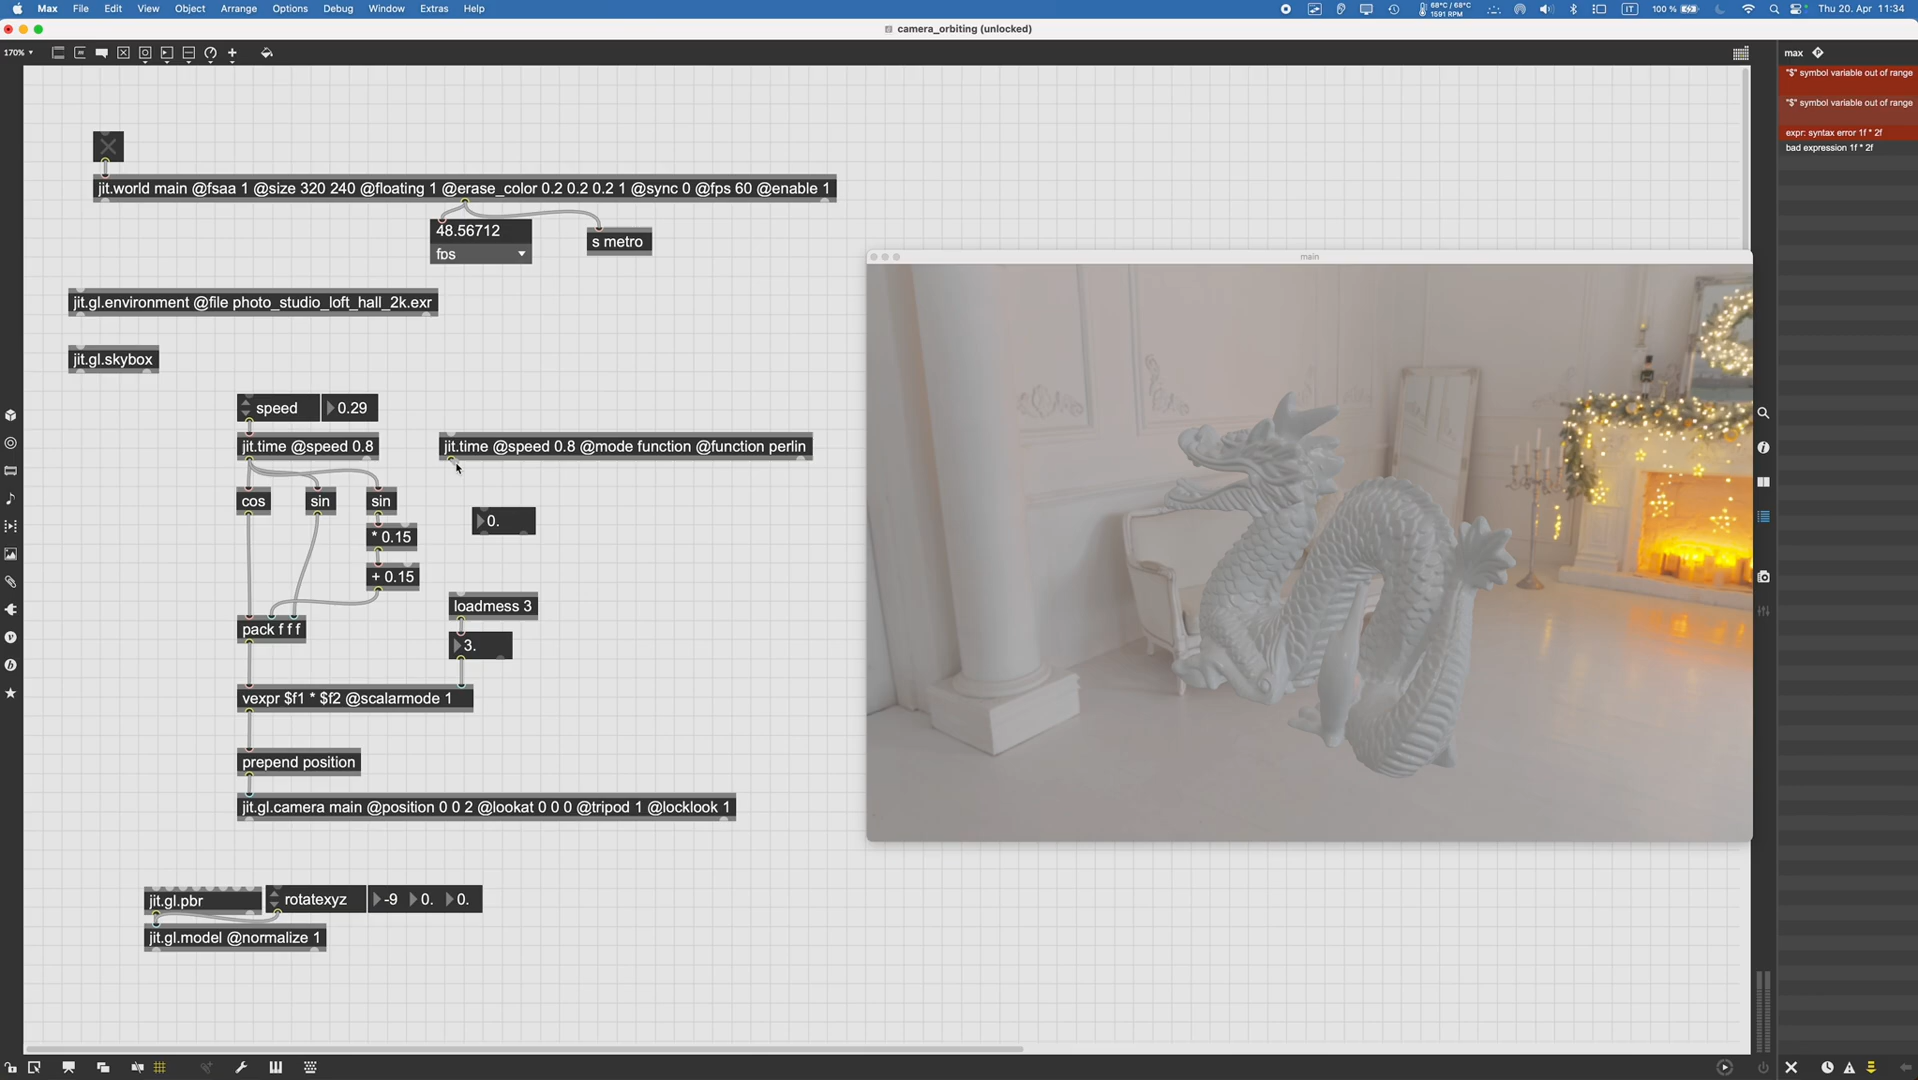 Max File Edit View Object Arrange Options Debug Window Extras Help
68°C / 68°C
1591 RPM
IT 100 % Thu 20. Apr 11:34
camera_orbiting (unlocked)
170%
max
"$" symbol variable out of range
"$" symbol variable out of range
expr: syntax error 1f * 2f
bad expression 1f * 2f
jit.world main @fsaa 1 @size 320 240 @floating 1 @erase_color 0.2 0.2 0.2 1 @sync 0 @fps 60 @enable 1
48.56712
fps
s metro
main
jit.gl.environment @file photo_studio_loft_hall_2k.exr
jit.gl.skybox
speed 0.29
jit.time @speed 0.8
jit.time @speed 0.8 @mode function @function perlin
cos sin sin
0.
* 0.15
+ 0.15
loadmess 3
pack f f f
3.
vexpr $f1 * $f2 @scalarmode 1
prepend position
jit.gl.camera main @position 0 0 2 @lookat 0 0 0 @tripod 1 @locklook 1
jit.gl.pbr rotatexyz -9 0. 0.
jit.gl.model @normalize 1